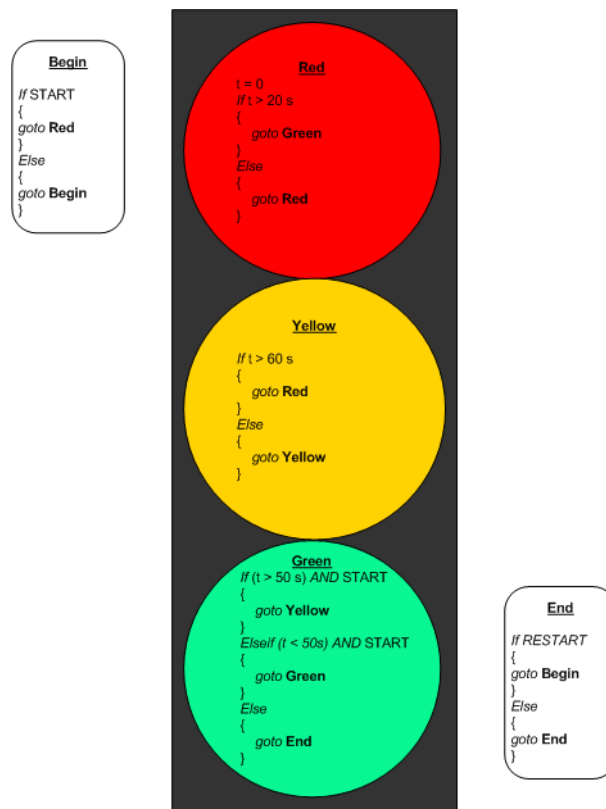 Begin
If START
{
goto Red
}
Else
{
goto Begin
}
Red
t = 0
If t > 20 s
{
goto Green
}
Else
{
goto Red
}
Yellow
If t > 60 s
{
goto Red
}
Else
{
goto Yellow
}
Green
If (t > 50 s) AND START
{
goto Yellow
}
Elseif (t < 50s) AND START
{
goto Green
}
Else
{
goto End
}
End
If RESTART
{
goto Begin
}
Else
{
goto End
}